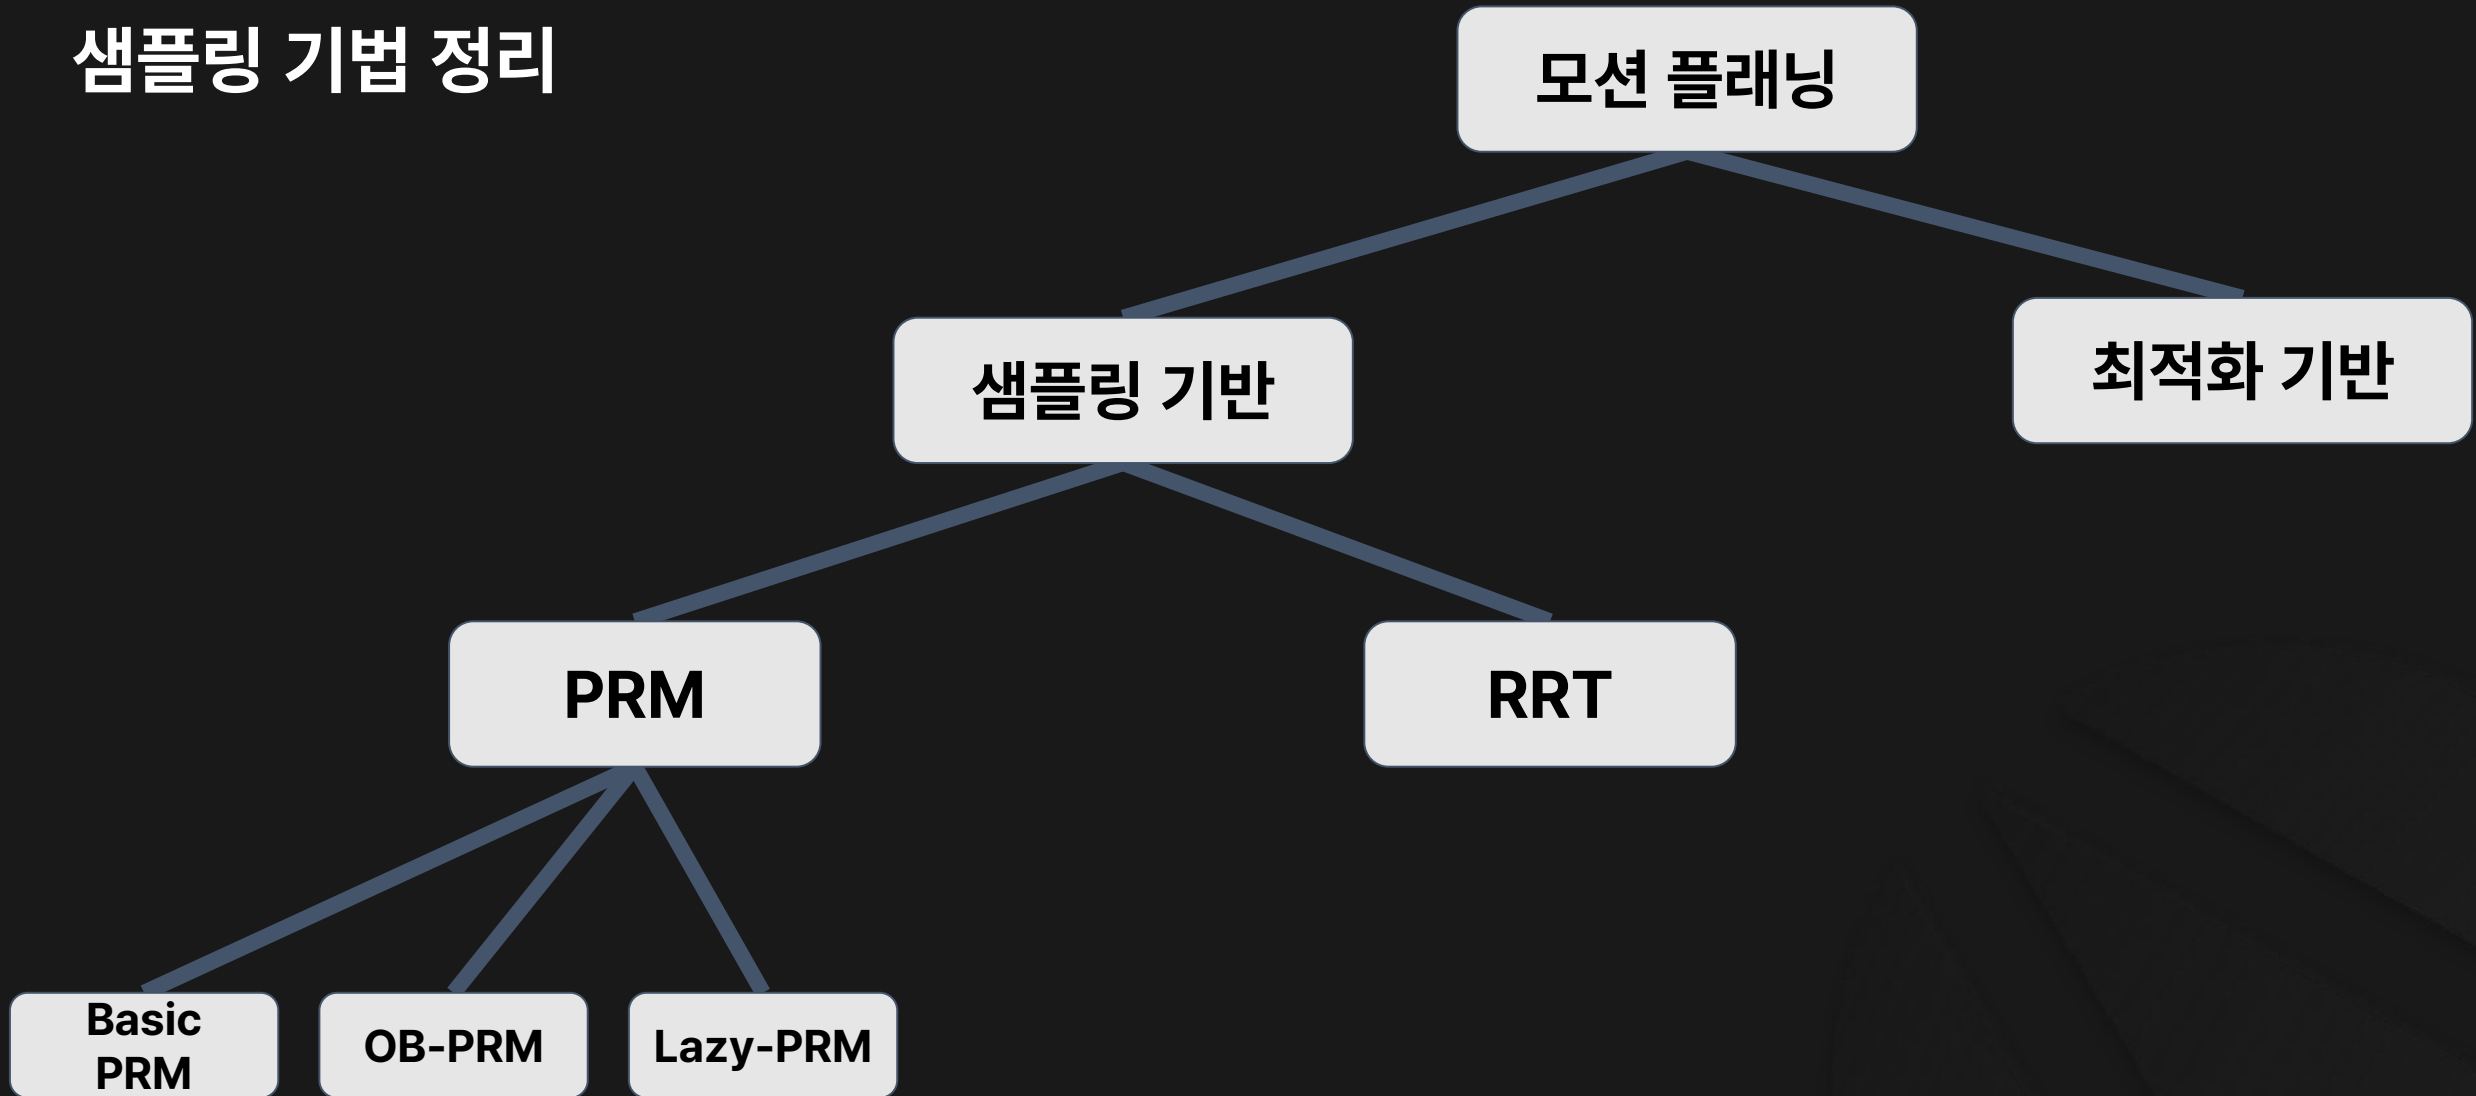 샘플링 기법 정리
모션 플래닝
샘플링 기반
최적화 기반
PRM
RRT
Basic
PRM
OB-PRM
Lazy-PRM